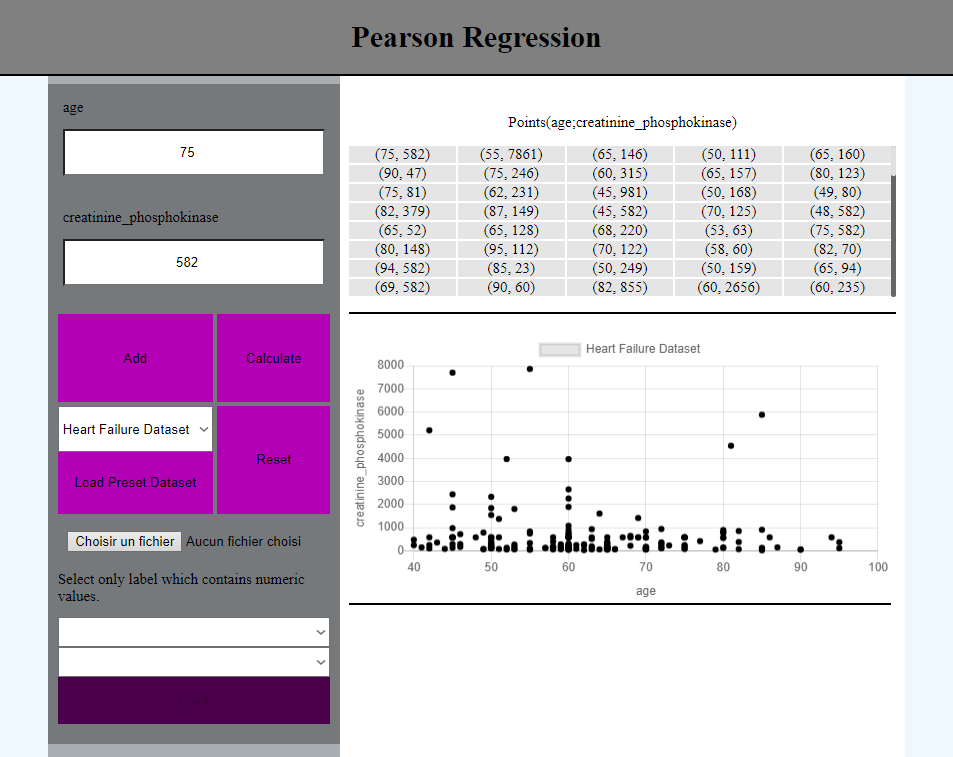 Pearson Regression
age
75
creatinine_phosphokinase
582
Add
Calculate
Heart Failure Dataset
Load Preset Dataset
Reset
Choisir un fichier Aucun fichier choisi
Select only label which contains numeric
values.
Points(age;creatinine_phosphokinase)
(75, 582) (55, 7861) (65, 146) (50, 111) (65, 160)
(90, 47) (75, 246) (60, 315) (65, 157) (80, 123)
(75, 81) (62, 231) (45, 981) (50, 168) (49, 80)
(82, 379) (87, 149) (45, 582) (70, 125) (48, 582)
(65, 52) (65, 128) (68, 220) (53, 63) (75, 582)
(80, 148) (95, 112) (70, 122) (58, 60) (82, 70)
(94, 582) (85, 23) (50, 249) (50, 159) (65, 94)
(69, 582) (90, 60) (82, 855) (60, 2656) (60, 235)
Heart Failure Dataset
creatinine_phosphokinase
8000
7000
6000
5000
4000
3000
2000
1000
0
40 50 60 70 80 90 100
age